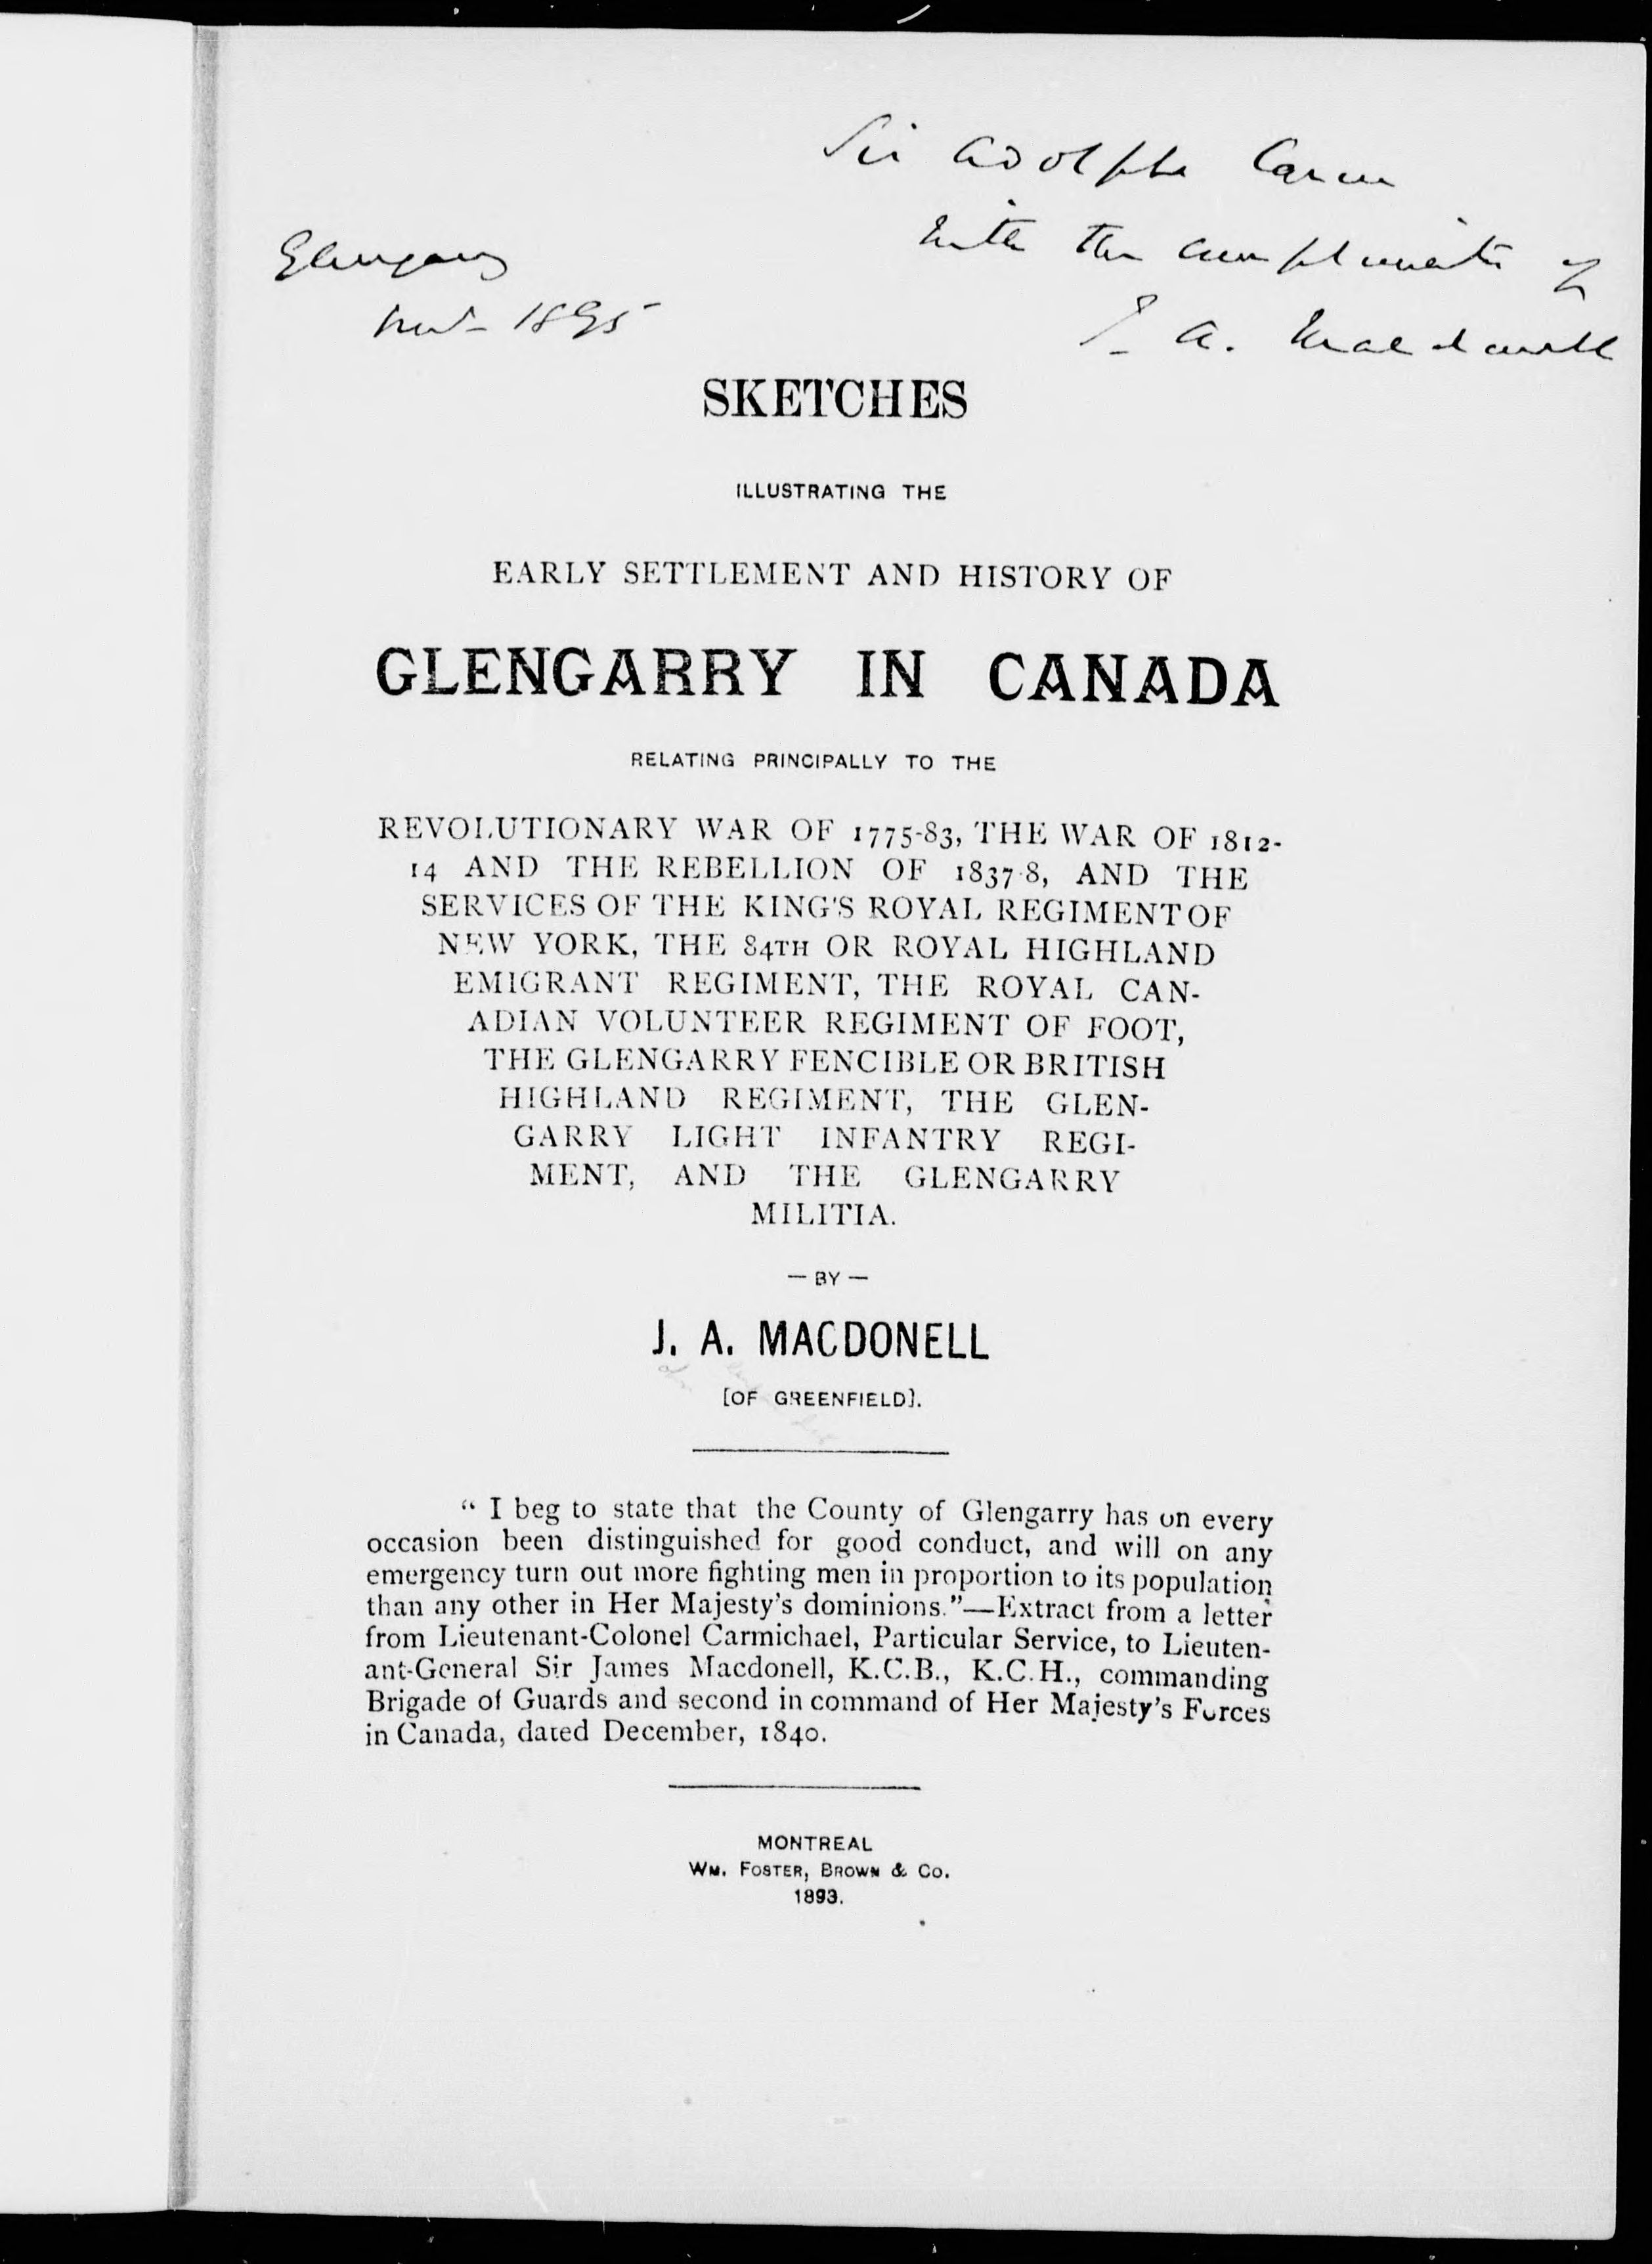 Sir Adolphe Caron
with the compliments of
J. A. Macdonell
Glengarry
1895
SKETCHES
ILLUSTRATING THE
EARLY SETTLEMENT AND HISTORY OF
GLENGARRY IN CANADA
RELATING PRINCIPALLY TO THE
REVOLUTIONARY WAR OF 1775-83, THE WAR OF 1812-
14 AND THE REBELLION OF 1837-8, AND THE
SERVICES OF THE KING'S ROYAL REGIMENT OF
NEW YORK, THE 84TH OR ROYAL HIGHLAND
EMIGRANT REGIMENT, THE ROYAL CAN-
ADIAN VOLUNTEER REGIMENT OF FOOT,
THE GLENGARRY FENCIBLE OR BRITISH
HIGHLAND REGIMENT, THE GLEN-
GARRY LIGHT INFANTRY REGI-
MENT, AND THE GLENGARRY
MILITIA.
— BY —
J. A. MACDONELL
[OF GREENFIELD].
“ I beg to state that the County of Glengarry has on every
occasion been distinguished for good conduct, and will on any
emergency turn out more fighting men in proportion to its population
than any other in Her Majesty's dominions.”—Extract from a letter
from Lieutenant-Colonel Carmichael, Particular Service, to Lieuten-
ant-General Sir James Macdonell, K.C.B., K.C.H., commanding
Brigade of Guards and second in command of Her Majesty's Forces
in Canada, dated December, 1840.
MONTREAL
WM. FOSTER, BROWN & CO.
1893.